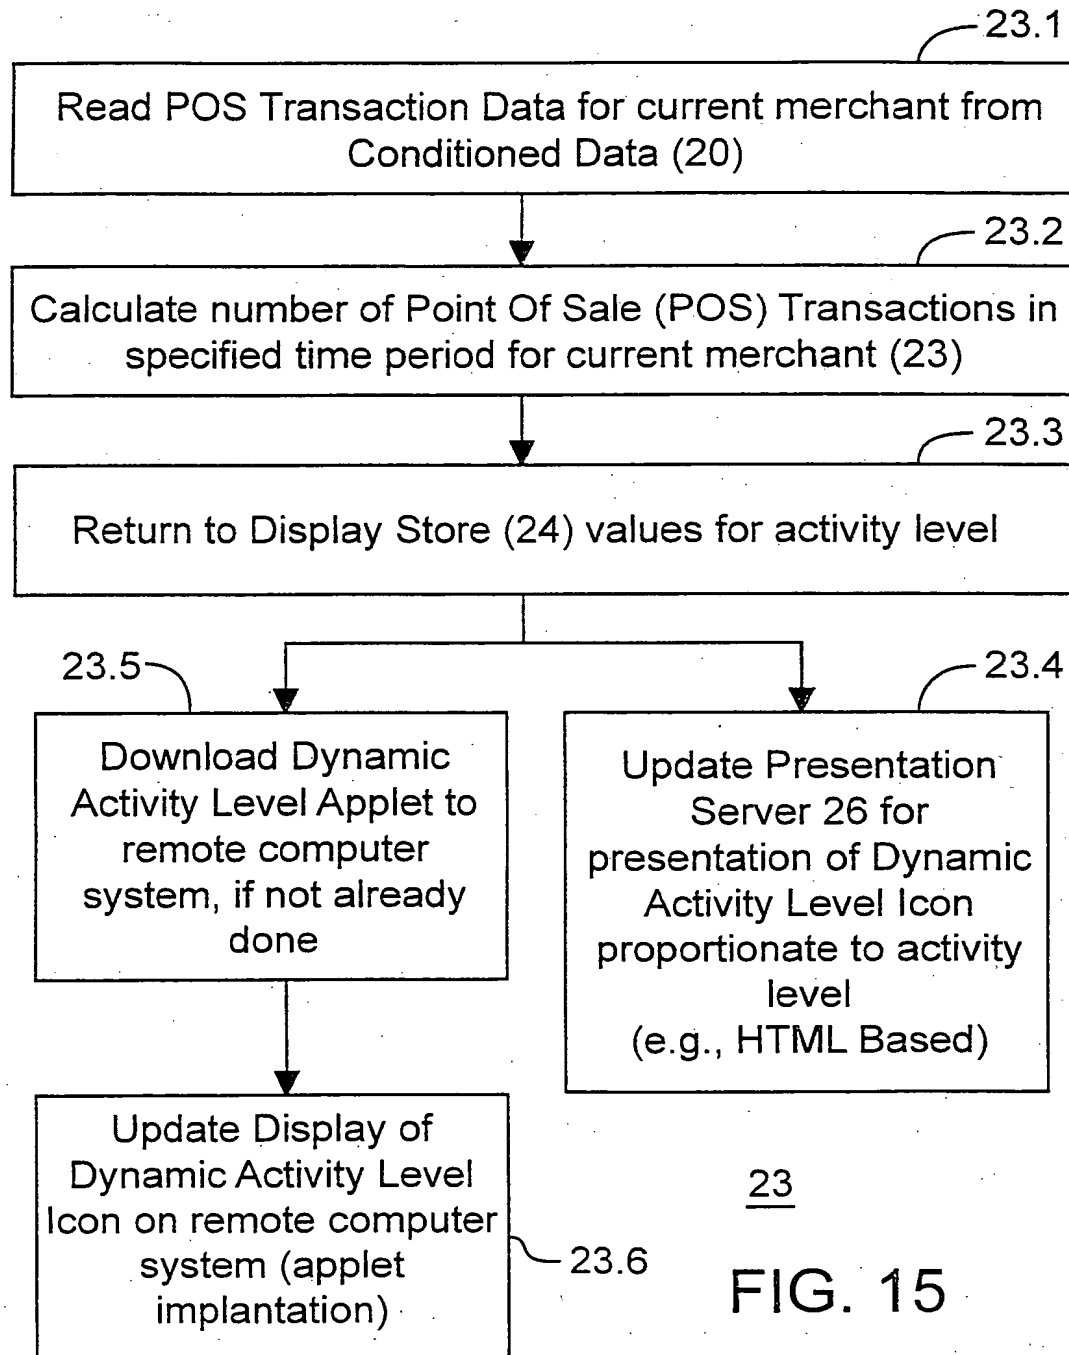 23.1
Read POS Transaction Data for current merchant from
Conditioned Data (20)
23.2
Calculate number of Point Of Sale (POS) Transactions in
specified time period for current merchant (23)
23.3
Return to Display Store (24) values for activity level
23.5
23.4
Download Dynamic
Activity Level Applet to
remote computer
system, if not already
done
Update Presentation
Server 26 for
presentation of Dynamic
Activity Level Icon
proportionate to activity
level
(e.g., HTML Based)
Update Display of
Dynamic Activity Level
Icon on remote computer
system (applet
implantation)
23.6
23
FIG. 15